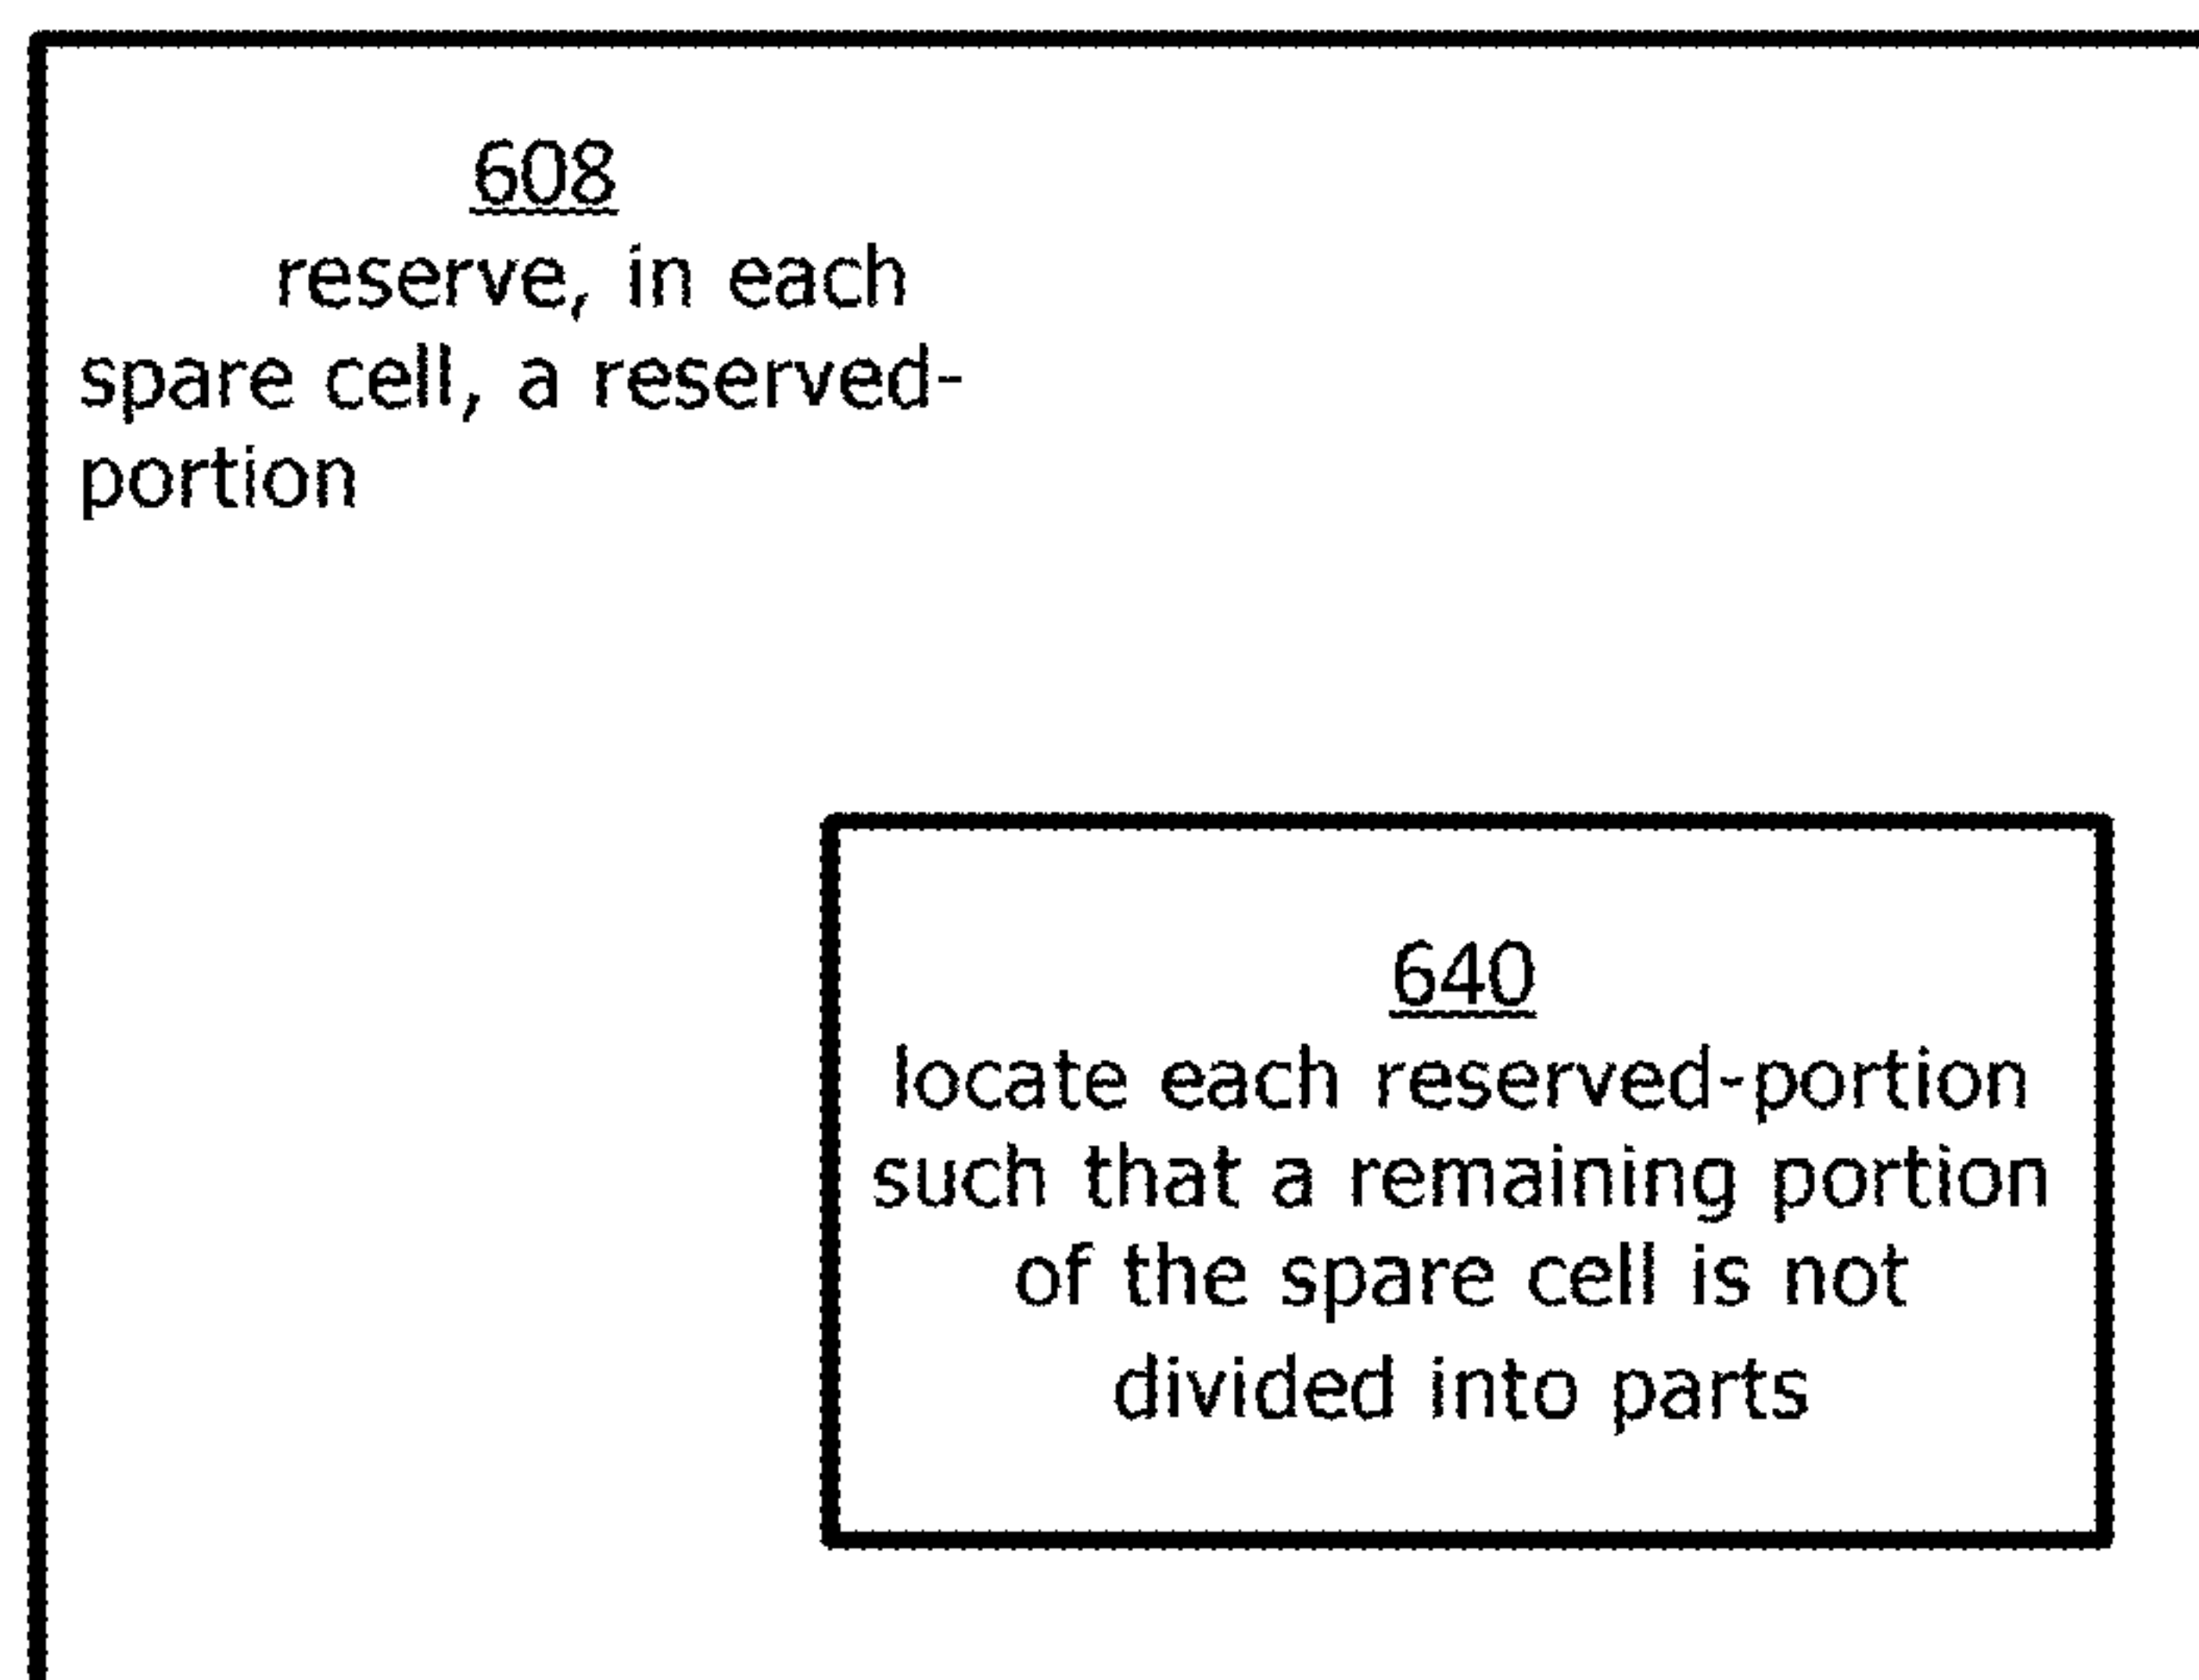 608
reserve, in each
spare cell, a reserved-
portion
640
locate each reserved-portion
such that a remaining portion
of the spare cell is not
divided into parts